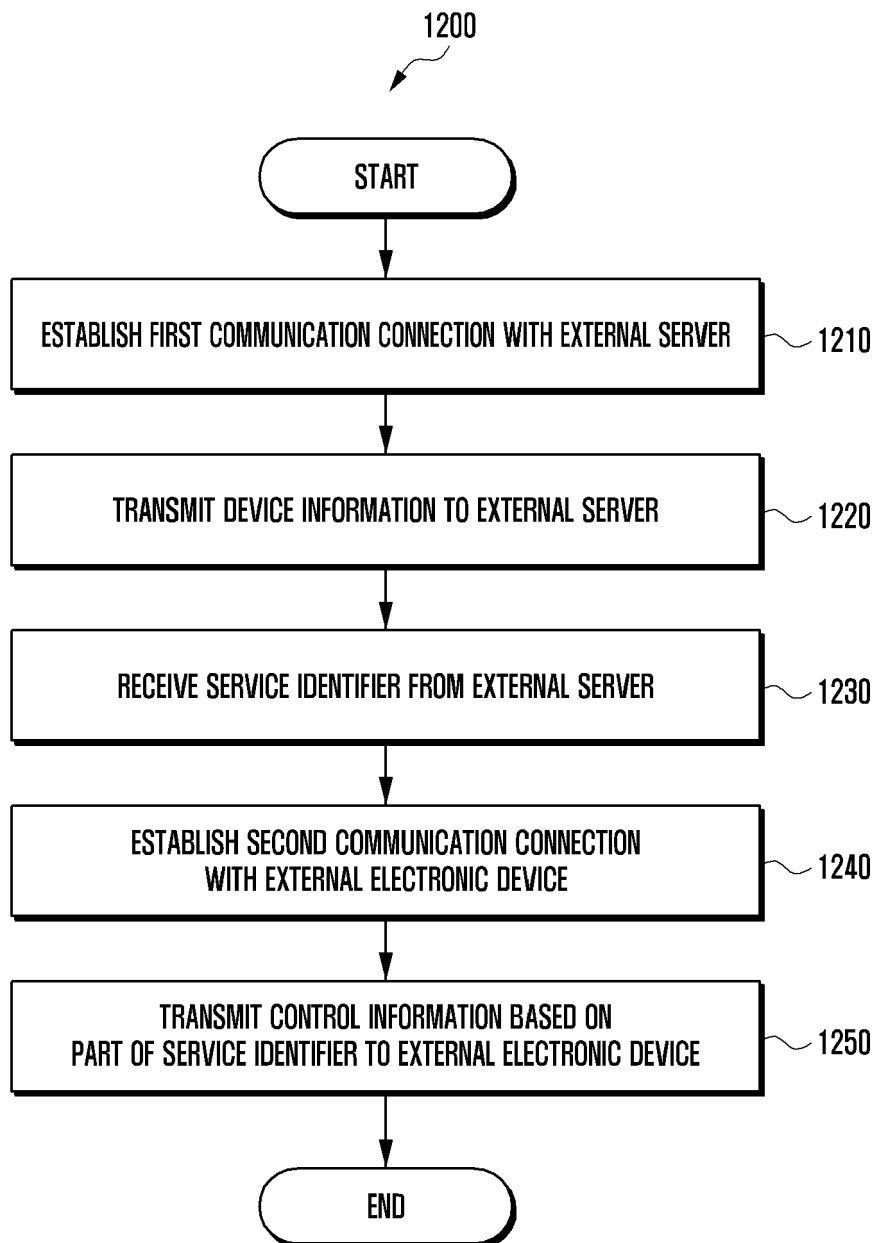 1200
START
ESTABLISH FIRST COMMUNICATION CONNECTION WITH EXTERNAL SERVER
1210
TRANSMIT DEVICE INFORMATION TO EXTERNAL SERVER
1220
RECEIVE SERVICE IDENTIFIER FROM EXTERNAL SERVER
1230
ESTABLISH SECOND COMMUNICATION CONNECTION
WITH EXTERNAL ELECTRONIC DEVICE
1240
TRANSMIT CONTROL INFORMATION BASED ON
PART OF SERVICE IDENTIFIER TO EXTERNAL ELECTRONIC DEVICE
1250
END